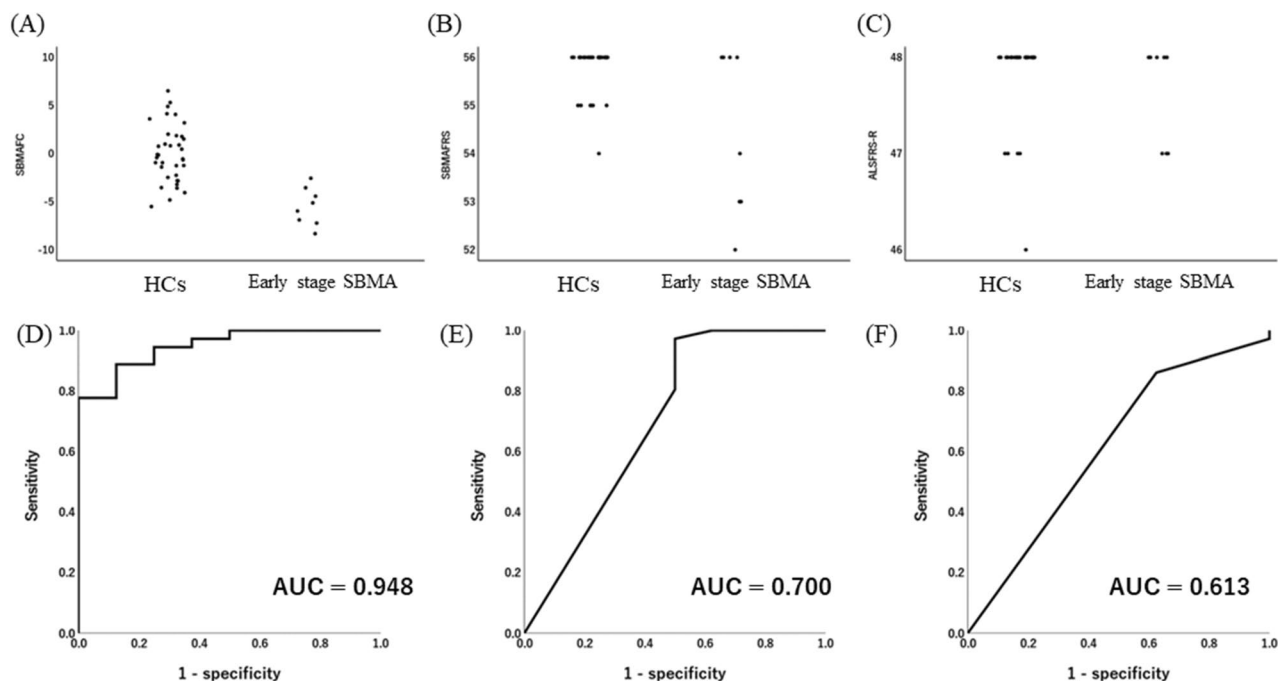 (A)
10
5
0
-5
-10
SBMAFC
HCs
Early stage SBMA
(B)
56
55
54
53
52
SBMAFRS
HCs
Early stage SBMA
(C)
48
47
46
ALSFRS-R
HCs
Early stage SBMA
(D)
1.0
0.8
0.6
0.4
0.2
0.0
Sensitivity
AUC = 0.948
0.0 0.2 0.4 0.6 0.8 1.0
1 - specificity
(E)
1.0
0.8
0.6
0.4
0.2
0.0
Sensitivity
AUC = 0.700
0.0 0.2 0.4 0.6 0.8 1.0
1 - specificity
(F)
1.0
0.8
0.6
0.4
0.2
0.0
Sensitivity
AUC = 0.613
0.0 0.2 0.4 0.6 0.8 1.0
1 - specificity